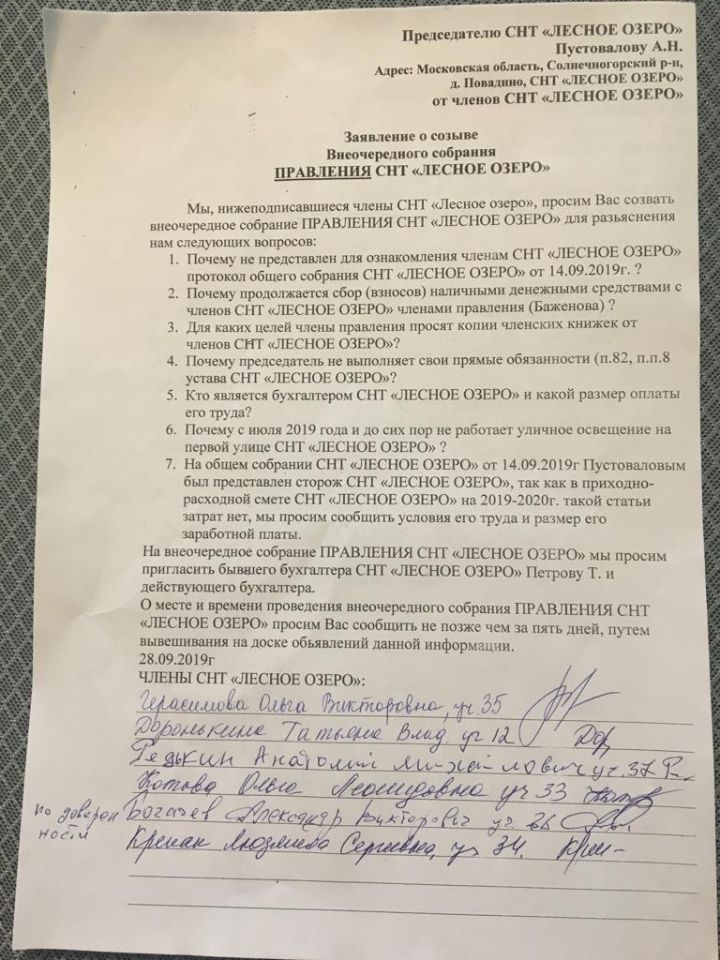 Председателю СНТ «ЛЕСНОЕ ОЗЕРО»
Пустовалову А.Н.
Адрес: Московская область, Солнечногорский р-н,
д. Повадино, СНТ «ЛЕСНОЕ ОЗЕРО»
от членов СНТ «ЛЕСНОЕ ОЗЕРО»
Заявление о созыве
Внеочередного собрания
ПРАВЛЕНИЯ СНТ «ЛЕСНОЕ ОЗЕРО»
Мы, нижеподписавшиеся члены СНТ «Лесное озеро», просим Вас созвать
внеочередное собрание ПРАВЛЕНИЯ СНТ «ЛЕСНОЕ ОЗЕРО» для разьяснения
нам следующих вопросов:
1. Почему не представлен для ознакомления членам СНТ «ЛЕСНОЕ ОЗЕРО»
протокол общего собрания СНТ «ЛЕСНОЕ ОЗЕРО» от 14.09.2019г. ?
2. Почему продолжается сбор (взносов) наличными денежными средствами с
членов СНТ «ЛЕСНОЕ ОЗЕРО» членами правления (Баженова) ?
3. Для каких целей члены правления просят копии членских книжек от
членов СНТ «ЛЕСНОЕ ОЗЕРО»?
4. Почему председатель не выполняет свои прямые обязанности (п.82, п.п.8
устава СНТ «ЛЕСНОЕ ОЗЕРО»?
5. Кто является бухгалтером СНТ «ЛЕСНОЕ ОЗЕРО» и какой размер оплаты
его труда?
6. Почему с июля 2019 года и до сих пор не работает уличное освещение на
первой улице СНТ «ЛЕСНОЕ ОЗЕРО» ?
7. На общем собрании СНТ «ЛЕСНОЕ ОЗЕРО» от 14.09.2019г Пустоваловым
был представлен сторож СНТ «ЛЕСНОЕ ОЗЕРО», так как в приходно-
расходной смете СНТ «ЛЕСНОЕ ОЗЕРО» на 2019-2020г. такой статьи
затрат нет, мы просим сообщить условия его труда и размер его
заработной платы.
На внеочередное собрание ПРАВЛЕНИЯ СНТ «ЛЕСНОЕ ОЗЕРО» мы просим
пригласить бывшего бухгалтера СНТ «ЛЕСНОЕ ОЗЕРО» Петрову Т. и
действующего бухгалтера.
О месте и времени проведения внеочередного собрания ПРАВЛЕНИЯ СНТ
«ЛЕСНОЕ ОЗЕРО» просим Вас сообщить не позже чем за пять дней, путем
вывешивания на доске обьявлений данной информации.
28.09.2019г
ЧЛЕНЫ СНТ «ЛЕСНОЕ ОЗЕРО»:
Герасимова Ольга Викторовна, уч. 35
Доронькина Татьяна Влад уч 12 Дор
Редькин Анатолий Михайлович уч. 37
Котова Ольга Леонидовна уч 33
по доверен
ности
Богачев Александр Викторович уч. 26
Крепак Людмила Сергеевна, уч 34.